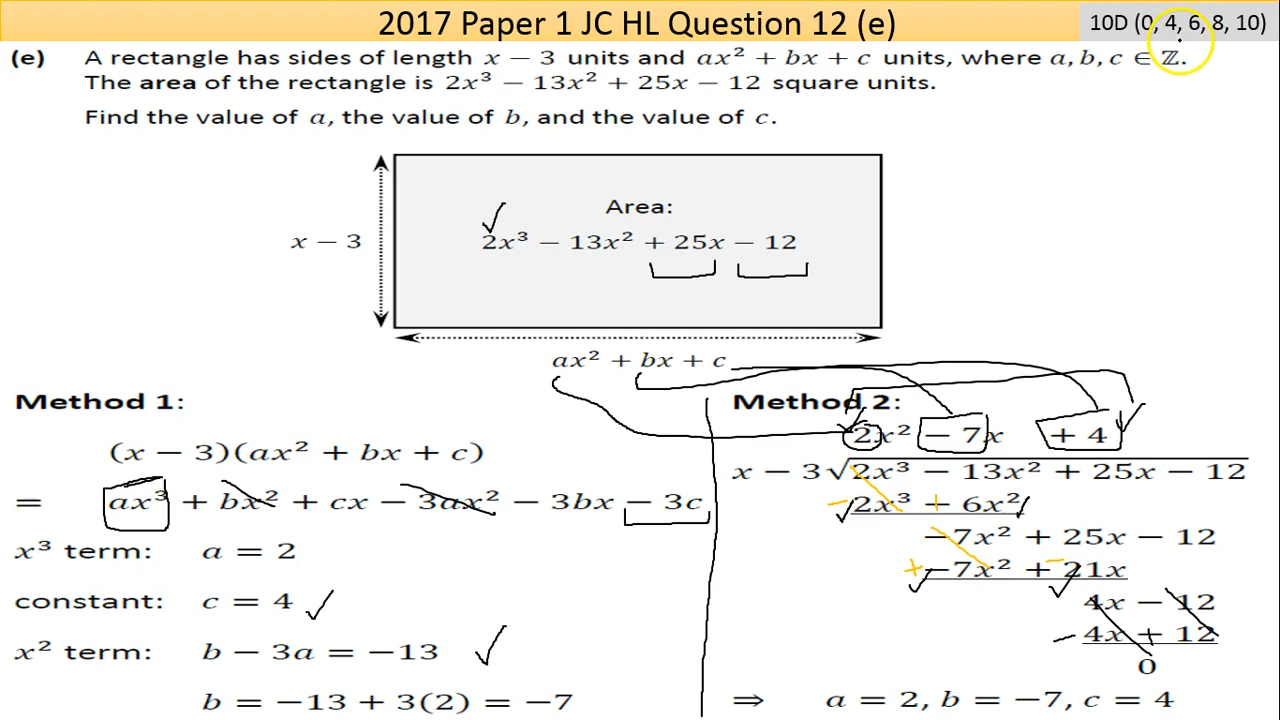 2017 Paper 1 JC HL Question 12 (e)
10D (0, 4, 6, 8, 10)
(e) A rectangle has sides of length x − 3 units and ax² + bx + c units, where a, b, c ∈ ℤ.
The area of the rectangle is 2x³ − 13x² + 25x − 12 square units.
Find the value of a, the value of b, and the value of c.
Area:
x − 3
2x³ − 13x² + 25x − 12
ax² + bx + c
Method 1:
(x − 3)(ax² + bx + c)
= ax³ + bx² + cx − 3ax² − 3bx − 3c
x³ term: a = 2
constant: c = 4
x² term: b − 3a = −13
b = −13 + 3(2) = −7
Method 2:
2x² − 7x + 4
x − 3√2x³ − 13x² + 25x − 12
− 2x³ + 6x²
−7x² + 25x − 12
+ −7x² + − 21x
4x − 12
− 4x + 12
0
⇒ a = 2, b = −7, c = 4